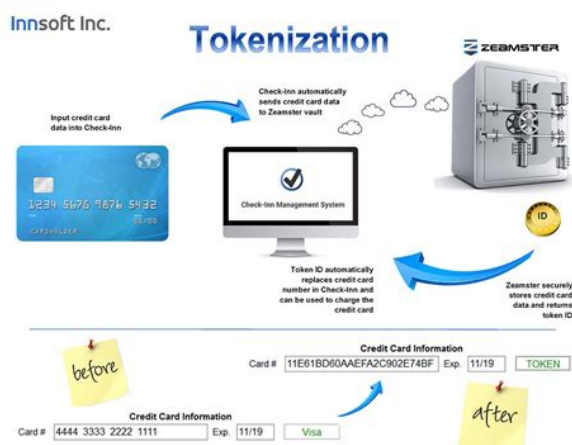 Innsoft Inc.
Tokenization
ZEAMSTER
Input credit card
data into Check-Inn
Check-Inn automatically
sends credit card data
to Zeamster vault
1234 5678 9876 5432
00/00
CARDHOLDER
Check-Inn Management System
ID
Token ID automatically
replaces credit card
number in Check-Inn and
can be used to charge the
credit card
Zeamster securely
stores credit card
data and returns
token ID
before
Credit Card Information
Card # 4444 3333 2222 1111 Exp. 11/19 Visa
Credit Card Information
Card # 11E61BD60AAEFA2C902E74BF Exp. 11/19 TOKEN
after